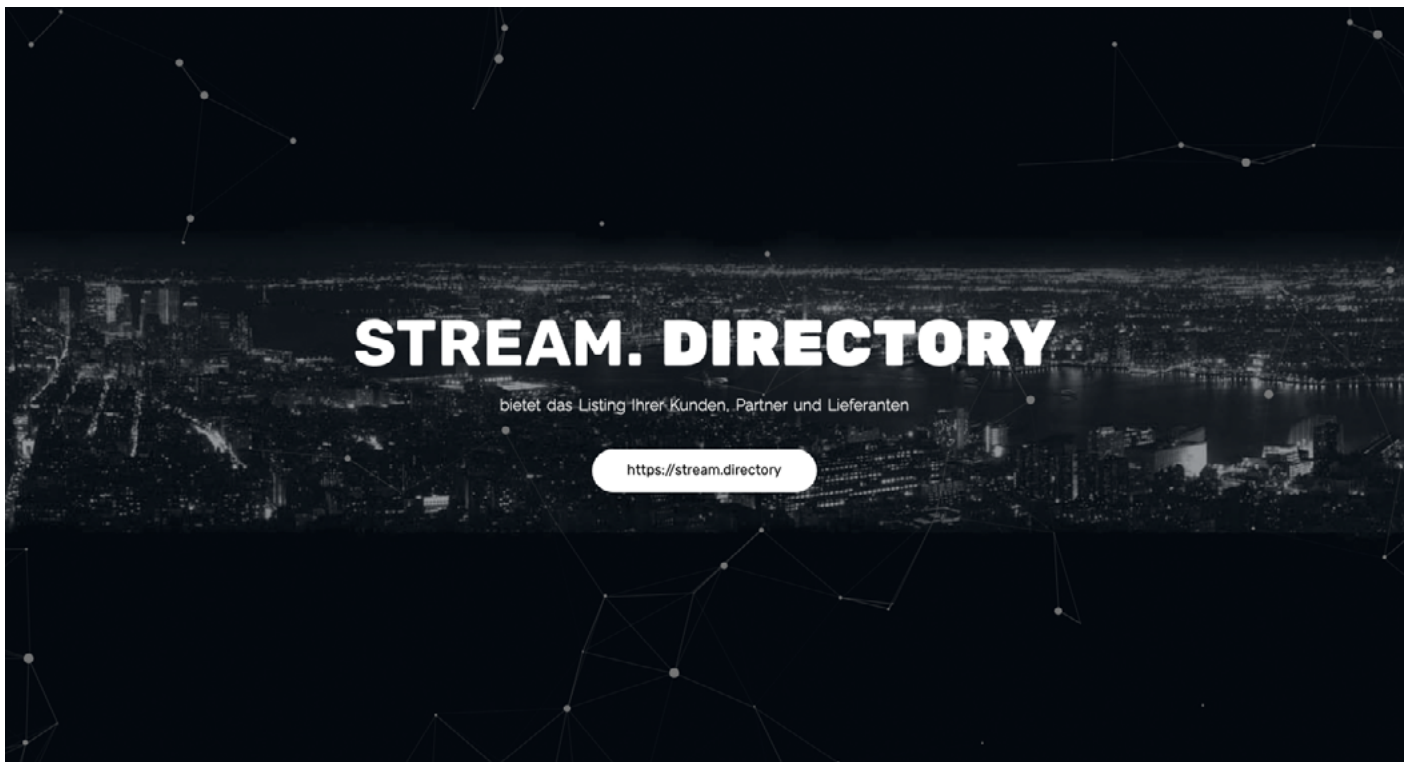 STREAM. DIRECTORY
bietet das Listing Ihrer Kunden, Partner und Lieferanten
https://stream.directory